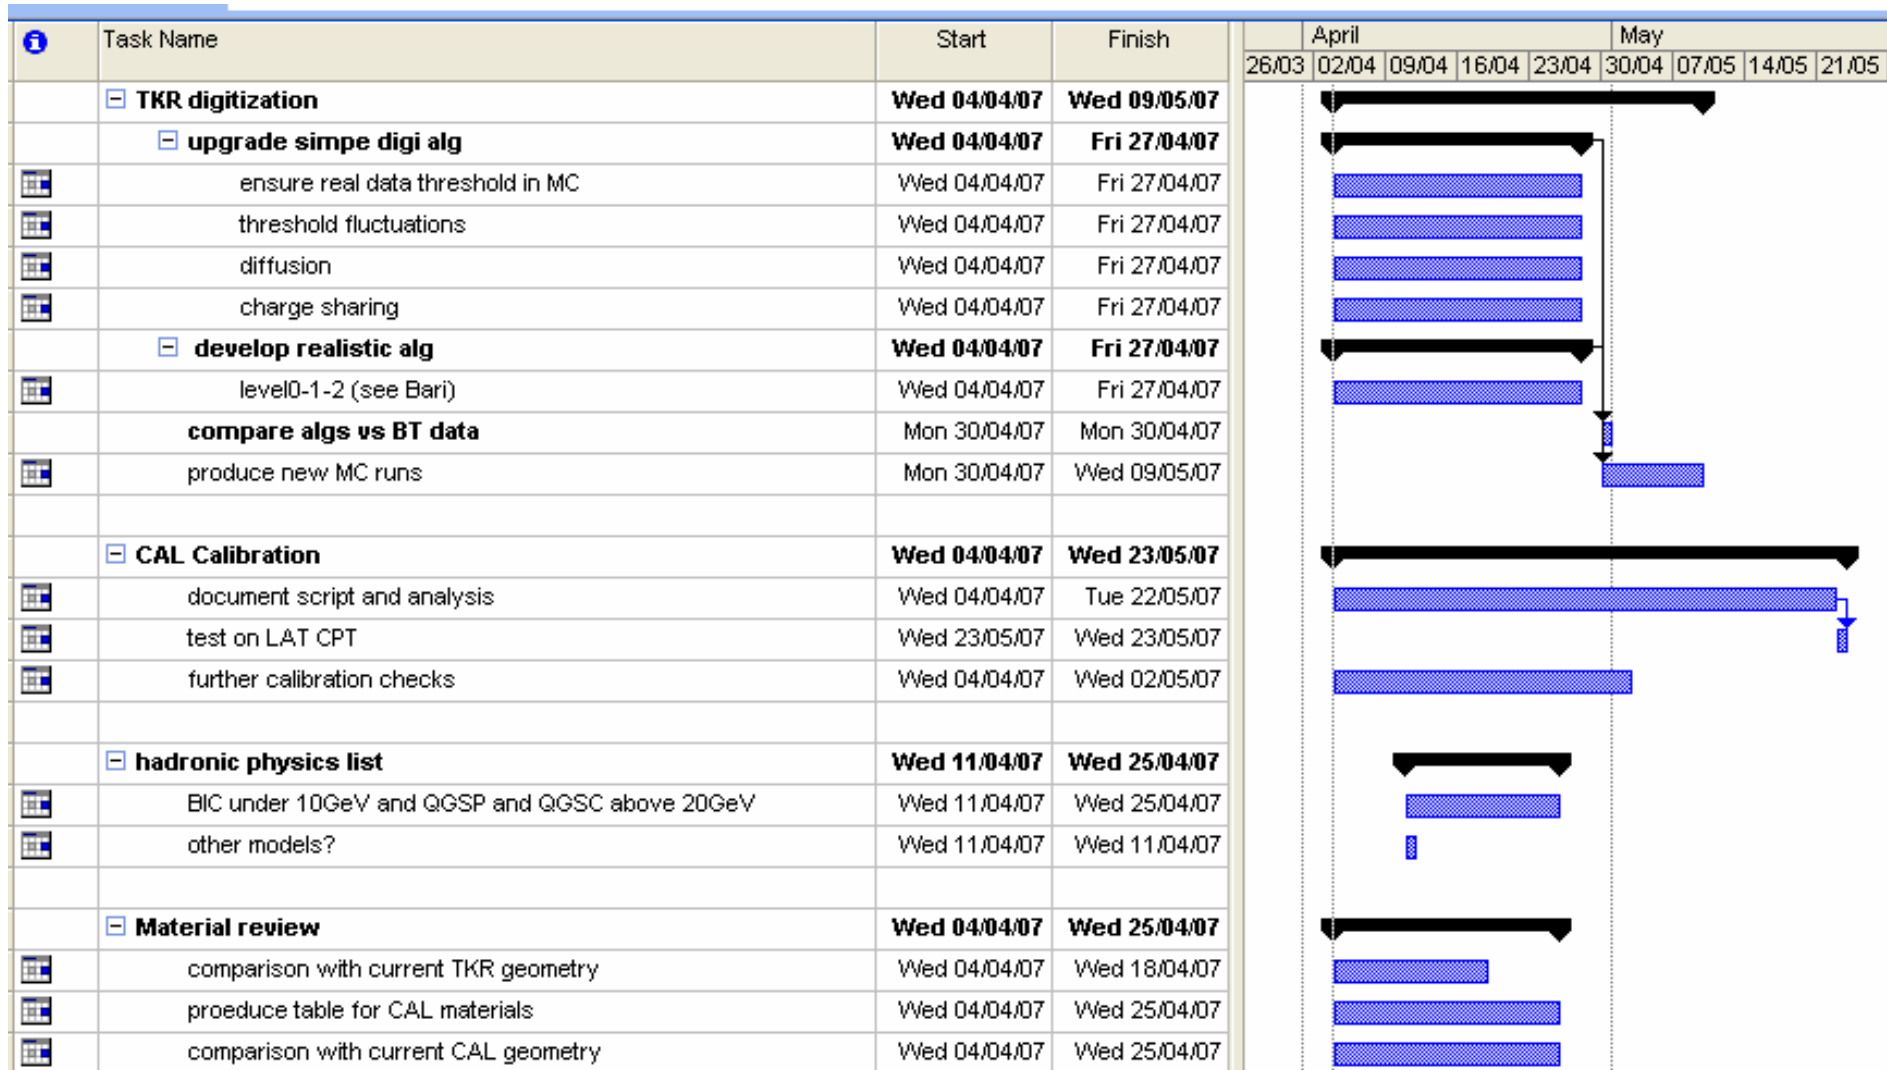 Task Name Start Finish April May
26/03 02/04 09/04 16/04 23/04 30/04 07/05 14/05 21/05
TKR digitization Wed 04/04/07 Wed 09/05/07
upgrade simpe digi alg Wed 04/04/07 Fri 27/04/07
ensure real data threshold in MC Wed 04/04/07 Fri 27/04/07
threshold fluctuations Wed 04/04/07 Fri 27/04/07
diffusion Wed 04/04/07 Fri 27/04/07
charge sharing Wed 04/04/07 Fri 27/04/07
develop realistic alg Wed 04/04/07 Fri 27/04/07
level0-1-2 (see Bari) Wed 04/04/07 Fri 27/04/07
compare algs vs BT data Mon 30/04/07 Mon 30/04/07
produce new MC runs Mon 30/04/07 Wed 09/05/07
CAL Calibration Wed 04/04/07 Wed 23/05/07
document script and analysis Wed 04/04/07 Tue 22/05/07
test on LAT CPT Wed 23/05/07 Wed 23/05/07
further calibration checks Wed 04/04/07 Wed 02/05/07
hadronic physics list Wed 11/04/07 Wed 25/04/07
BIC under 10GeV and QGSP and QGSC above 20GeV Wed 11/04/07 Wed 25/04/07
other models? Wed 11/04/07 Wed 11/04/07
Material review Wed 04/04/07 Wed 25/04/07
comparison with current TKR geometry Wed 04/04/07 Wed 18/04/07
proeduce table for CAL materials Wed 04/04/07 Wed 25/04/07
comparison with current CAL geometry Wed 04/04/07 Wed 25/04/07